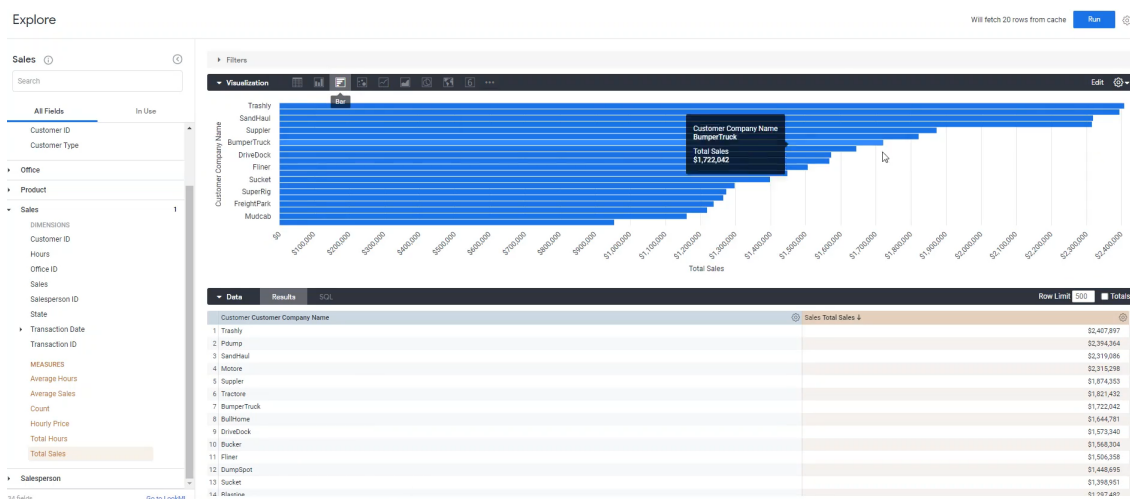 Explore
Will fetch 20 rows from cache
Run
Sales
Search
All Fields
In Use
Customer ID
Customer Type
Office
Product
Sales 1
DIMENSIONS
Customer ID
Hours
Office ID
Sales
Salesperson ID
State
Transaction Date
Transaction ID
MEASURES
Average Hours
Average Sales
Count
Hourly Price
Total Hours
Total Sales
Salesperson
Filters
Visualization
Edit
Bar
Customer Company Name
Trashly
SandHaul
Suppler
BumperTruck
DriveDock
Fliner
Sucket
SuperRig
FreightPark
Mudcab
Customer Company Name
BumperTruck
Total Sales
$1,722,042
$0 $100,000 $200,000 $300,000 $400,000 $500,000 $600,000 $700,000 $800,000 $900,000 $1,000,000 $1,100,000 $1,200,000 $1,300,000 $1,400,000 $1,500,000 $1,600,000 $1,700,000 $1,800,000 $1,900,000 $2,000,000 $2,100,000 $2,200,000 $2,300,000 $2,400,000
Total Sales
Data Results SQL Row Limit 500 Totals
Customer Customer Company Name Sales Total Sales ↓
1 Trashly $2,407,897
2 Pdump $2,394,364
3 SandHaul $2,319,086
4 Motore $2,315,298
5 Suppler $1,874,353
6 Tractore $1,821,432
7 BumperTruck $1,722,042
8 BullHome $1,644,781
9 DriveDock $1,573,340
10 Bucker $1,568,304
11 Fliner $1,506,358
12 DumpSpot $1,448,695
13 Sucket $1,398,951
14 Blastine $1,297,482
Go to LookML